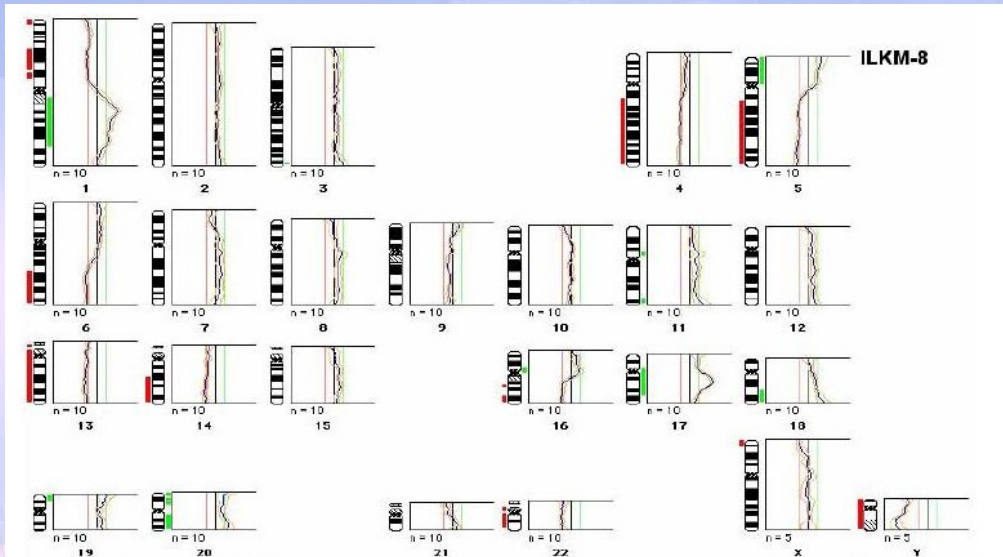 ILKM-8
n = 10 n = 10 n = 10 n = 10 n = 10
1 2 3 4 5
n = 10 n = 10 n = 10 n = 10 n = 10 n = 10 n = 10
6 7 8 9 10 11 12
n = 10 n = 10 n = 10 n = 10 n = 10 n = 10
13 14 15 16 17 18
n = 10 n = 10 n = 10 n = 10 n = 5 n = 5
19 20 21 22 X Y